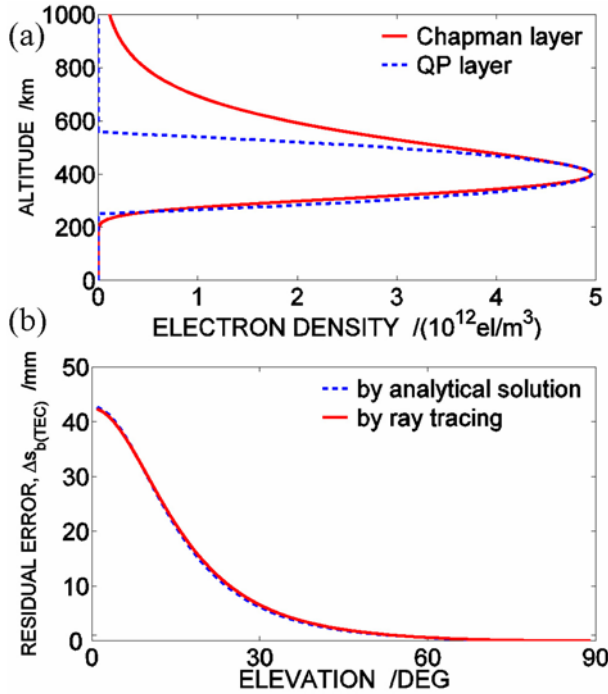 (a)
1000
800
600
400
200
0
ALTITUDE /km
Chapman layer
QP layer
0 1 2 3 4 5
ELECTRON DENSITY /(10¹²el/m³)
(b)
50
40
30
20
10
0
RESIDUAL ERROR, Δs_b(TEC) /mm
by analytical solution
by ray tracing
0 30 60 90
ELEVATION /DEG